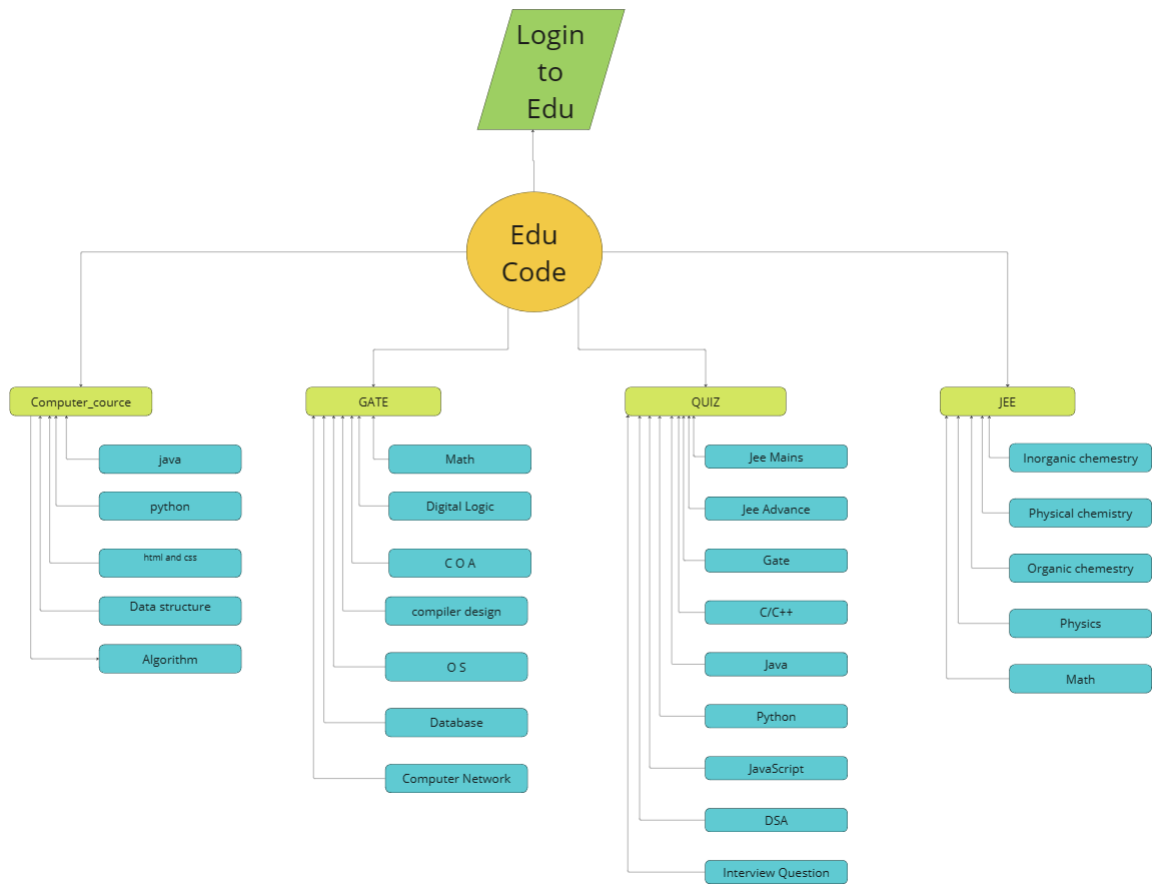 Login
to
Edu
Edu
Code
Computer_cource
GATE
QUIZ
JEE
java
python
html and css
Data structure
Algorithm
Math
Digital Logic
C O A
compiler design
O S
Database
Computer Network
Jee Mains
Jee Advance
Gate
C/C++
Java
Python
JavaScript
DSA
Interview Question
Inorganic chemestry
Physical chemistry
Organic chemestry
Physics
Math